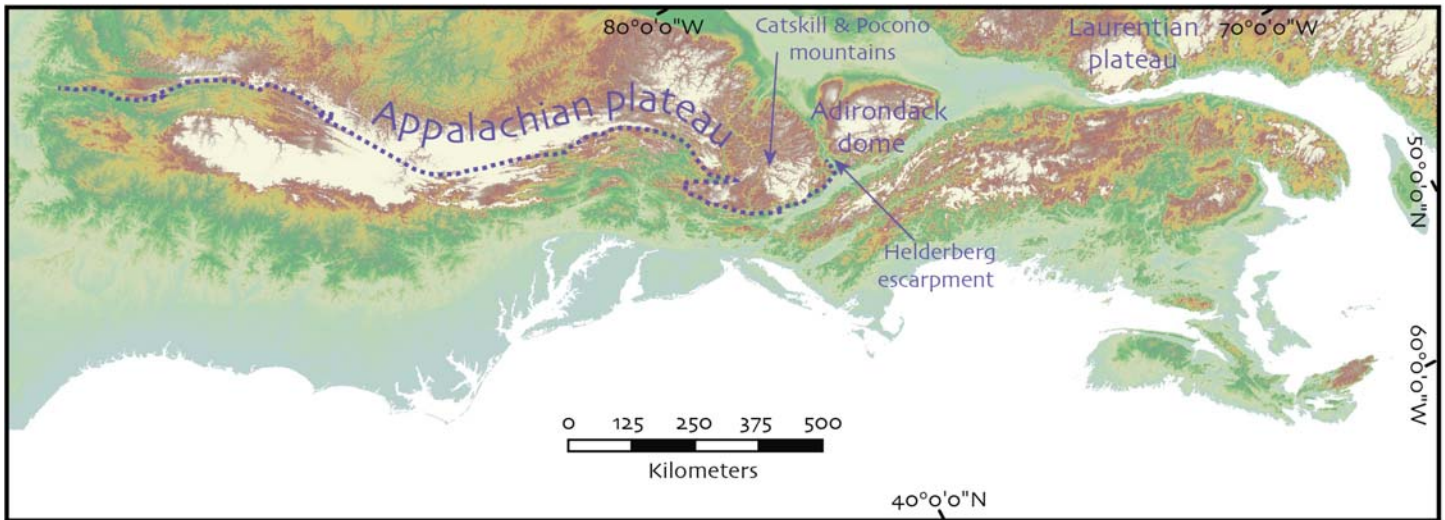 80°0'0"W
Catskill & Pocono
mountains
Laurentian
plateau
70°0'0"W
Appalachian plateau
Adirondack
dome
50°0'0"N
Helderberg
escarpment
60°0'0"W
0 125 250 375 500
Kilometers
40°0'0"N